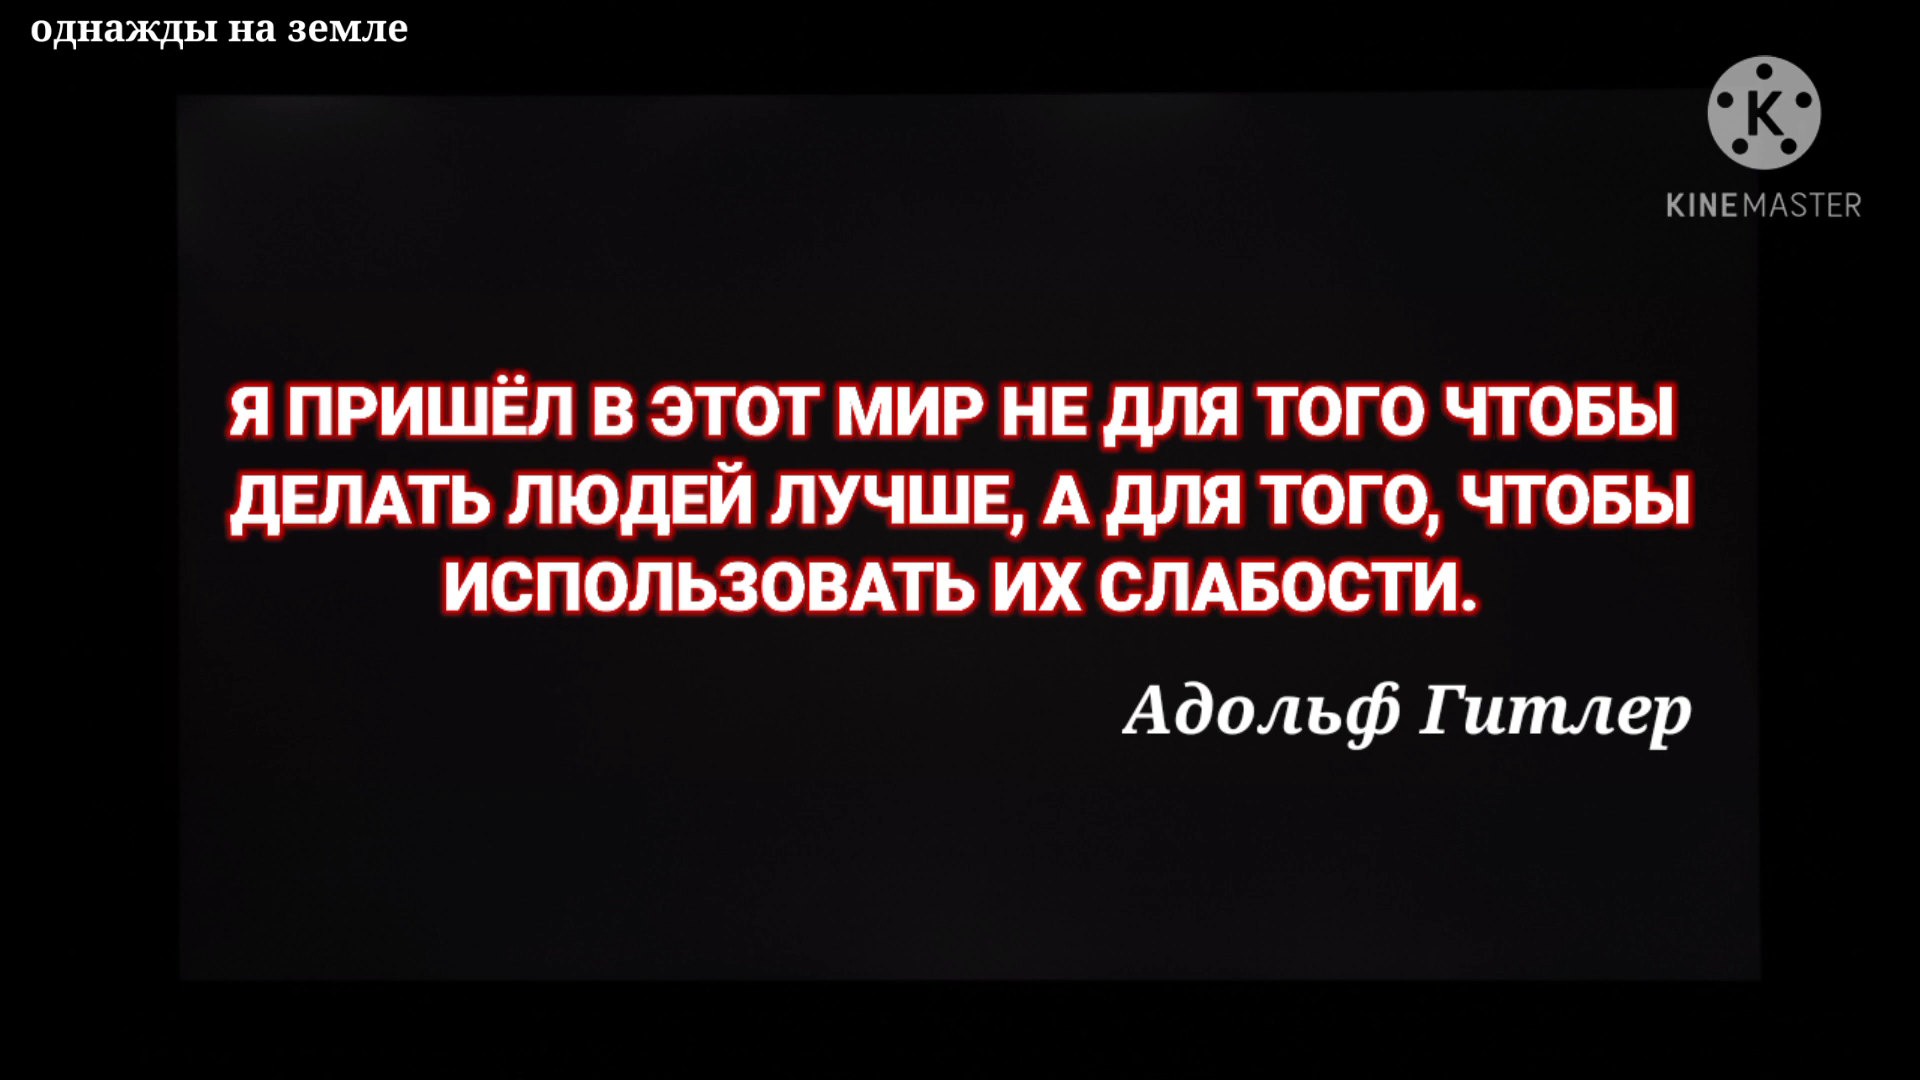 однажды на земле
K
KINEMASTER
Я ПРИШЁЛ В ЭТОТ МИР НЕ ДЛЯ ТОГО ЧТОБЫ
ДЕЛАТЬ ЛЮДЕЙ ЛУЧШЕ, А ДЛЯ ТОГО, ЧТОБЫ
ИСПОЛЬЗОВАТЬ ИХ СЛАБОСТИ.
Адольф Гитлер